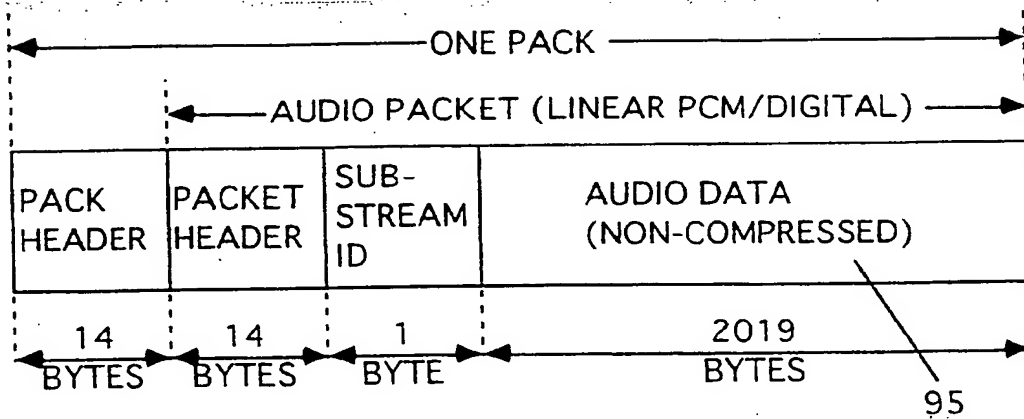 ONE PACK
AUDIO PACKET (LINEAR PCM/DIGITAL)
PACK
HEADER
PACKET
HEADER
SUB-
STREAM
ID
AUDIO DATA
(NON-COMPRESSED)
14
BYTES
14
BYTES
1
BYTE
2019
BYTES
95